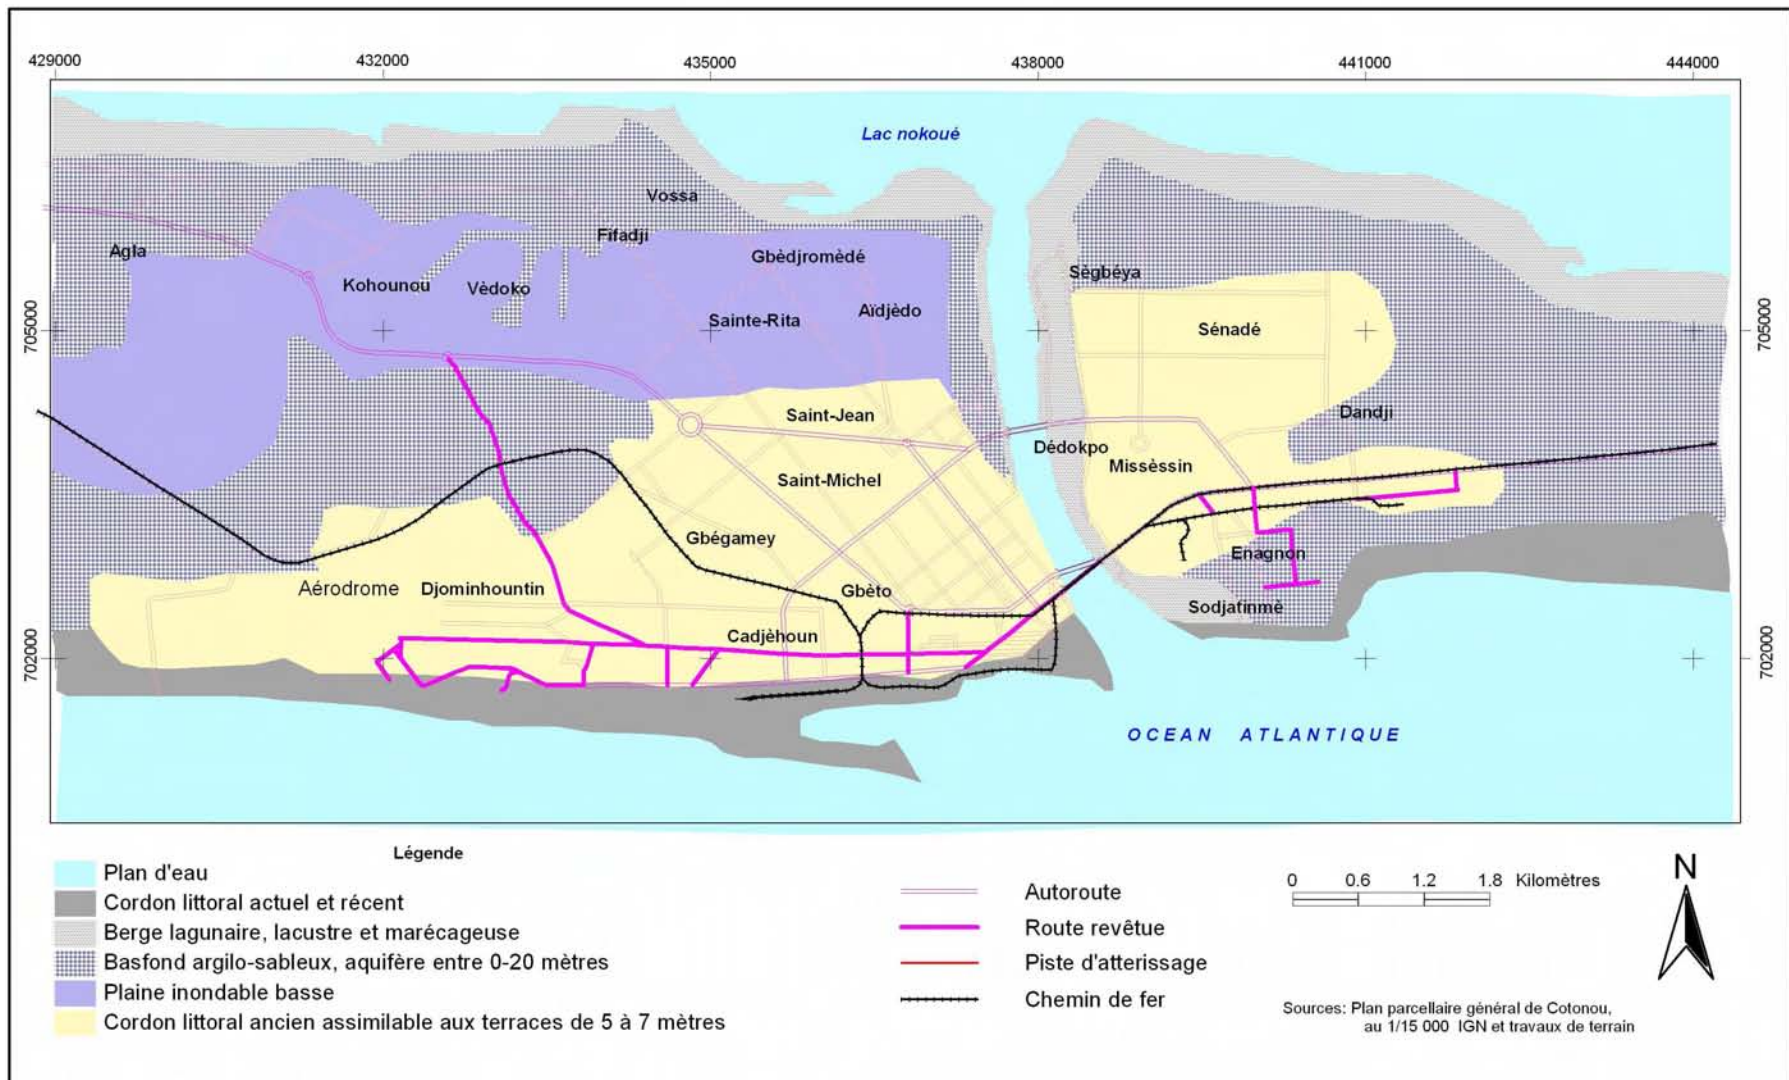 429000
432000
435000
438000
441000
444000
Lac nokoué
Vossa
Fifadji
Agla
Gbèdjromèdé
Sègbéya
Kohounou
Vèdoko
Aïdjèdo
Sainte-Rita
Sénadé
705000
705000
Saint-Jean
Dandji
Dédokpo
Missèssin
Saint-Michel
Gbégamey
Enagnon
Aérodrome
Djominhountin
Gbèto
Sodjatinmè
Cadjèhoun
702000
702000
OCEAN ATLANTIQUE
Légende
Plan d'eau
Cordon littoral actuel et récent
Berge lagunaire, lacustre et marécageuse
Basfond argilo-sableux, aquifère entre 0-20 mètres
Plaine inondable basse
Cordon littoral ancien assimilable aux terraces de 5 à 7 mètres
Autoroute
Route revêtue
Piste d'atterissage
Chemin de fer
0 0.6 1.2 1.8 Kilomètres
N
Sources: Plan parcellaire général de Cotonou,
au 1/15 000 IGN et travaux de terrain